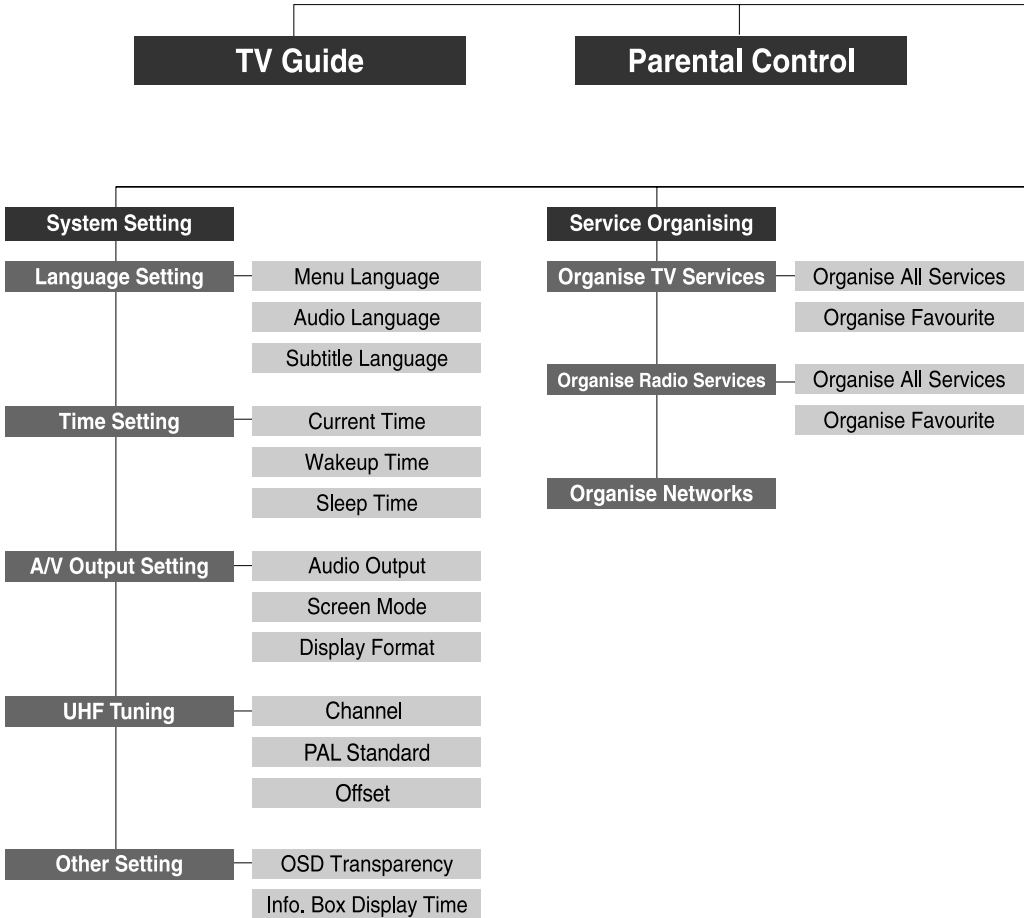 TV Guide
Parental Control
System Setting
Language Setting
Menu Language
Audio Language
Subtitle Language
Time Setting
Current Time
Wakeup Time
Sleep Time
A/V Output Setting
Audio Output
Screen Mode
Display Format
UHF Tuning
Channel
PAL Standard
Offset
Other Setting
OSD Transparency
Info. Box Display Time
Service Organising
Organise TV Services
Organise All Services
Organise Favourite
Organise Radio Services
Organise All Services
Organise Favourite
Organise Networks